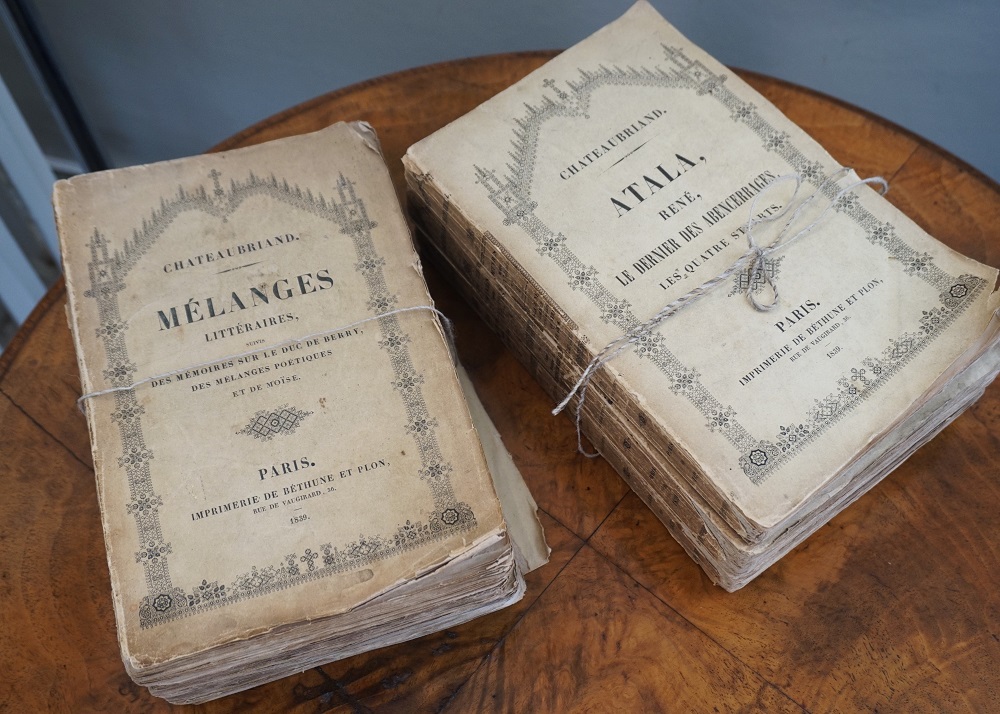 CHATEAUBRIAND.
MÉLANGES
LITTÉRAIRES,
SUIVIS
DES MÉMOIRES SUR LE DUC DE BERRY,
DES MÉLANGES POÉTIQUES
ET DE MOÏSE.
PARIS.
IMPRIMERIE DE BÉTHUNE ET PLON,
RUE DE VAUGIRARD, 36.
1839.
CHATEAUBRIAND.
ATALA,
RENÉ,
LE DERNIER DES ABENCERRAGES,
LES QUATRE STUARTS.
PARIS.
IMPRIMERIE DE BÉTHUNE ET PLON,
RUE DE VAUGIRARD, 36.
1839.